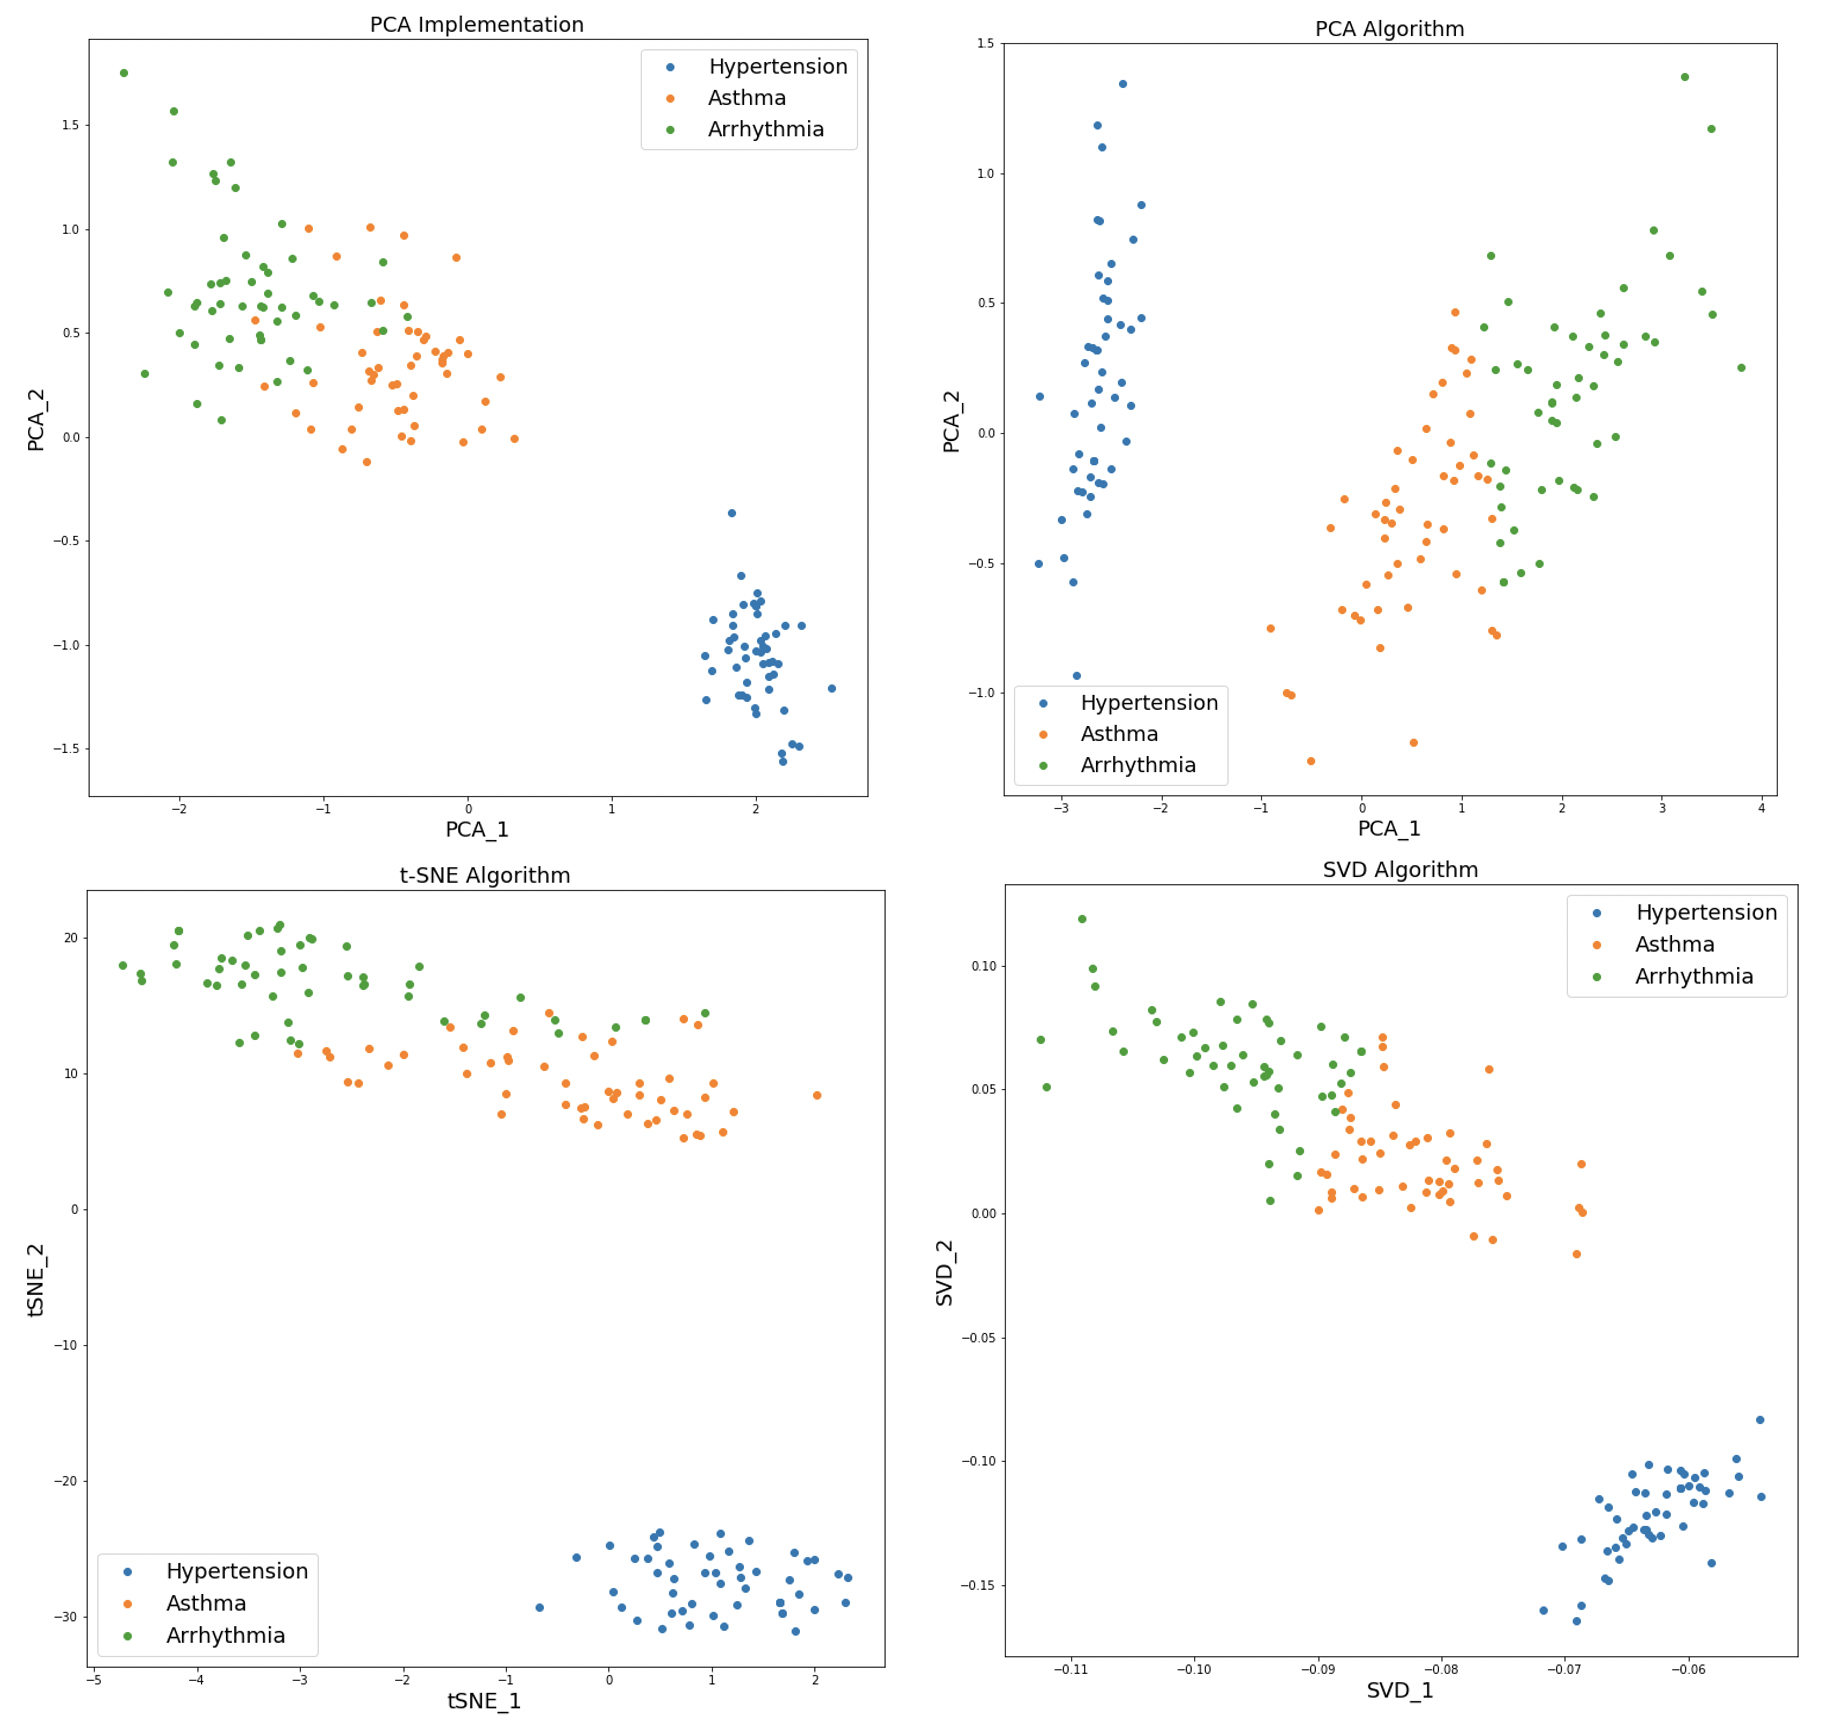 PCA Implementation
Hypertension
Asthma
Arrhythmia
1.5
1.0
0.5
0.0
−0.5
−1.0
−1.5
PCA_2
−2
−1
0
1
2
PCA_1
PCA Algorithm
1.5
1.0
0.5
0.0
−0.5
−1.0
PCA_2
Hypertension
Asthma
Arrhythmia
−3
−2
−1
0
1
2
3
4
PCA_1
t-SNE Algorithm
20
10
0
−10
−20
−30
tSNE_2
Hypertension
Asthma
Arrhythmia
−5
−4
−3
−2
−1
0
1
2
tSNE_1
SVD Algorithm
Hypertension
Asthma
Arrhythmia
0.10
0.05
0.00
−0.05
−0.10
−0.15
SVD_2
−0.11
−0.10
−0.09
−0.08
−0.07
−0.06
SVD_1